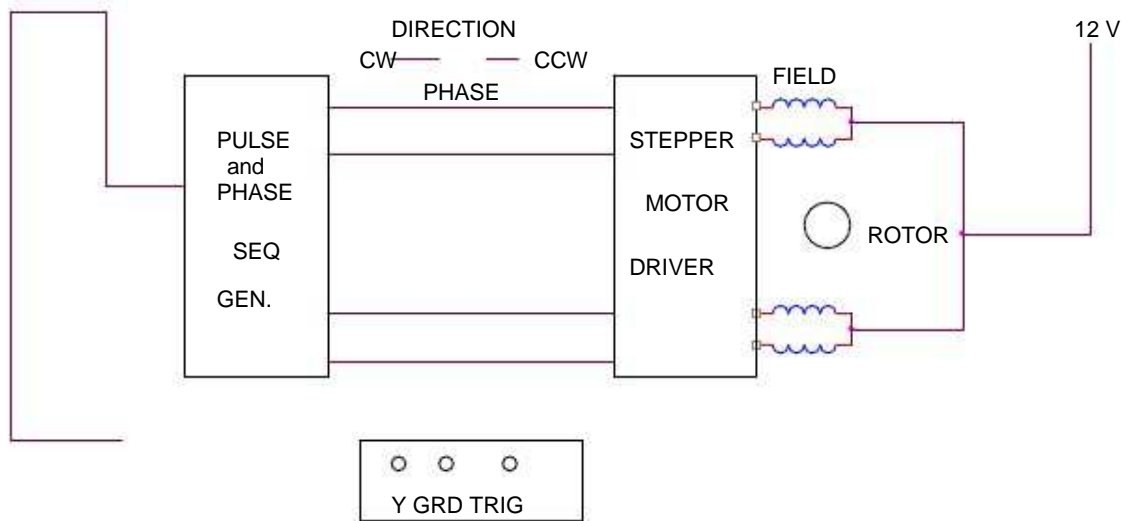 DIRECTION
12 V
CW CCW
FIELD
PHASE
PULSE
and
PHASE
SEQ
GEN.
STEPPER
MOTOR
DRIVER
ROTOR
Y GRD TRIG